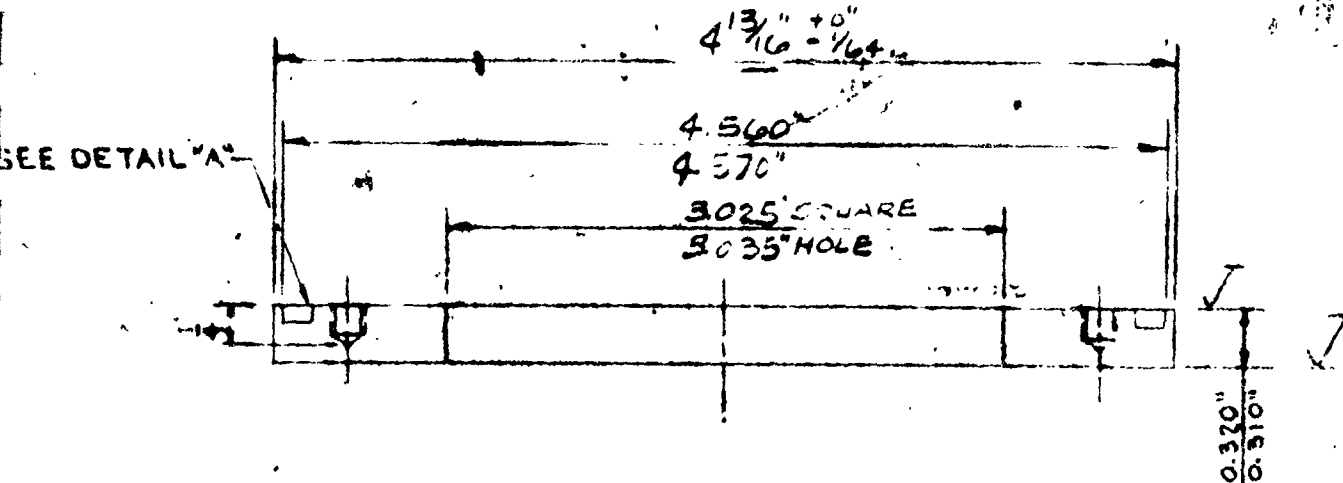 4 13/16" +0"
- 1/64
4.560"
4.570"
SEE DETAIL "A"
3.025" SQUARE
3.035" HOLE
0.320"
0.310"